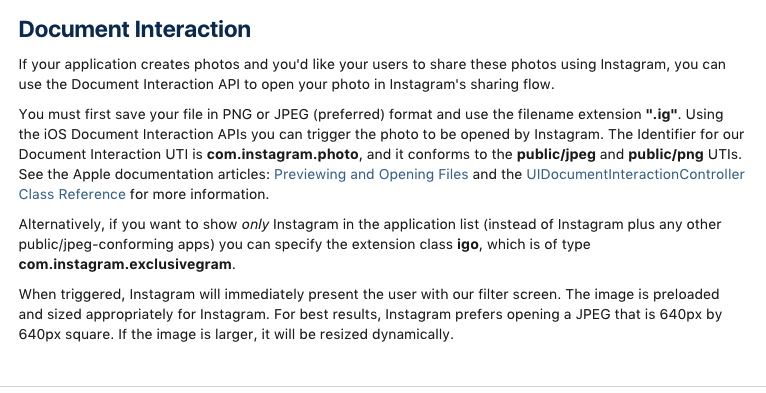 Document Interaction
If your application creates photos and you'd like your users to share these photos using Instagram, you can
use the Document Interaction API to open your photo in Instagram's sharing flow.
You must first save your file in PNG or JPEG (preferred) format and use the filename extension ".ig". Using
the iOS Document Interaction APIs you can trigger the photo to be opened by Instagram. The Identifier for our
Document Interaction UTI is com.instagram.photo, and it conforms to the public/jpeg and public/png UTIs.
See the Apple documentation articles: Previewing and Opening Files and the UIDocumentInteractionController
Class Reference for more information.
Alternatively, if you want to show only Instagram in the application list (instead of Instagram plus any other
public/jpeg-conforming apps) you can specify the extension class igo, which is of type
com.instagram.exclusivegram.
When triggered, Instagram will immediately present the user with our filter screen. The image is preloaded
and sized appropriately for Instagram. For best results, Instagram prefers opening a JPEG that is 640px by
640px square. If the image is larger, it will be resized dynamically.